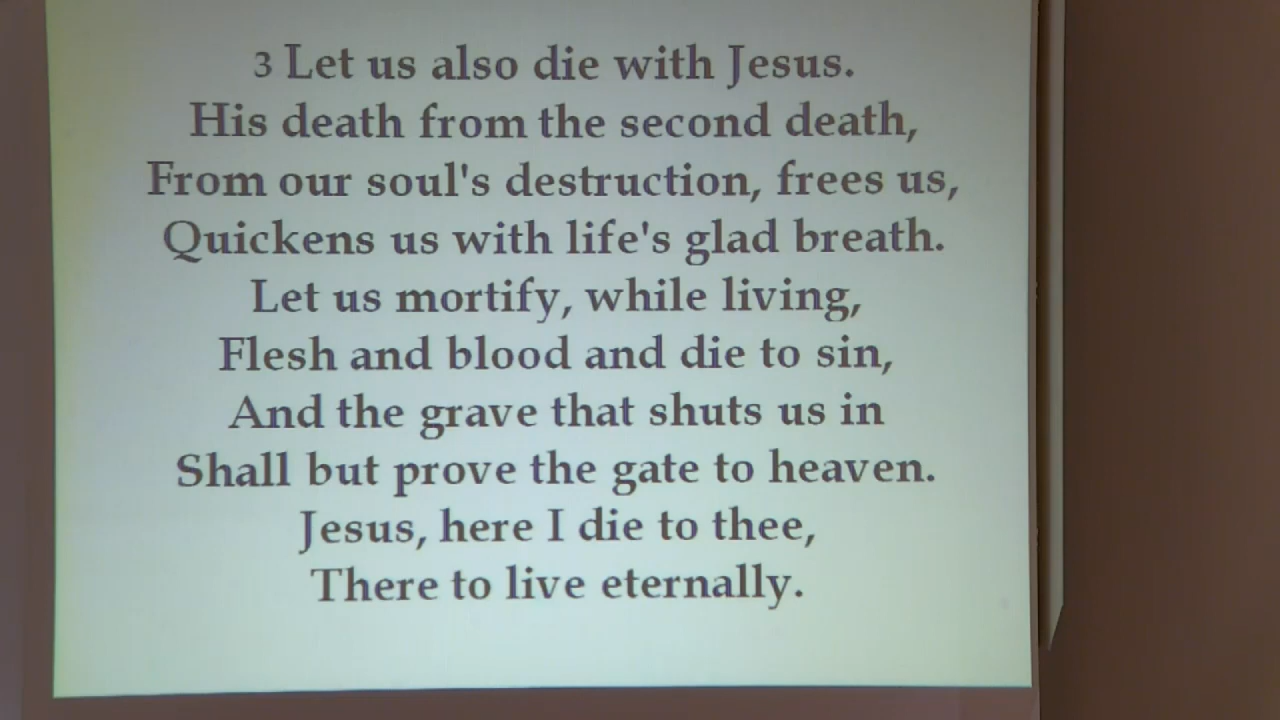 3 Let us also die with Jesus.
His death from the second death,
From our soul's destruction, frees us,
Quickens us with life's glad breath.
Let us mortify, while living,
Flesh and blood and die to sin,
And the grave that shuts us in
Shall but prove the gate to heaven.
Jesus, here I die to thee,
There to live eternally.